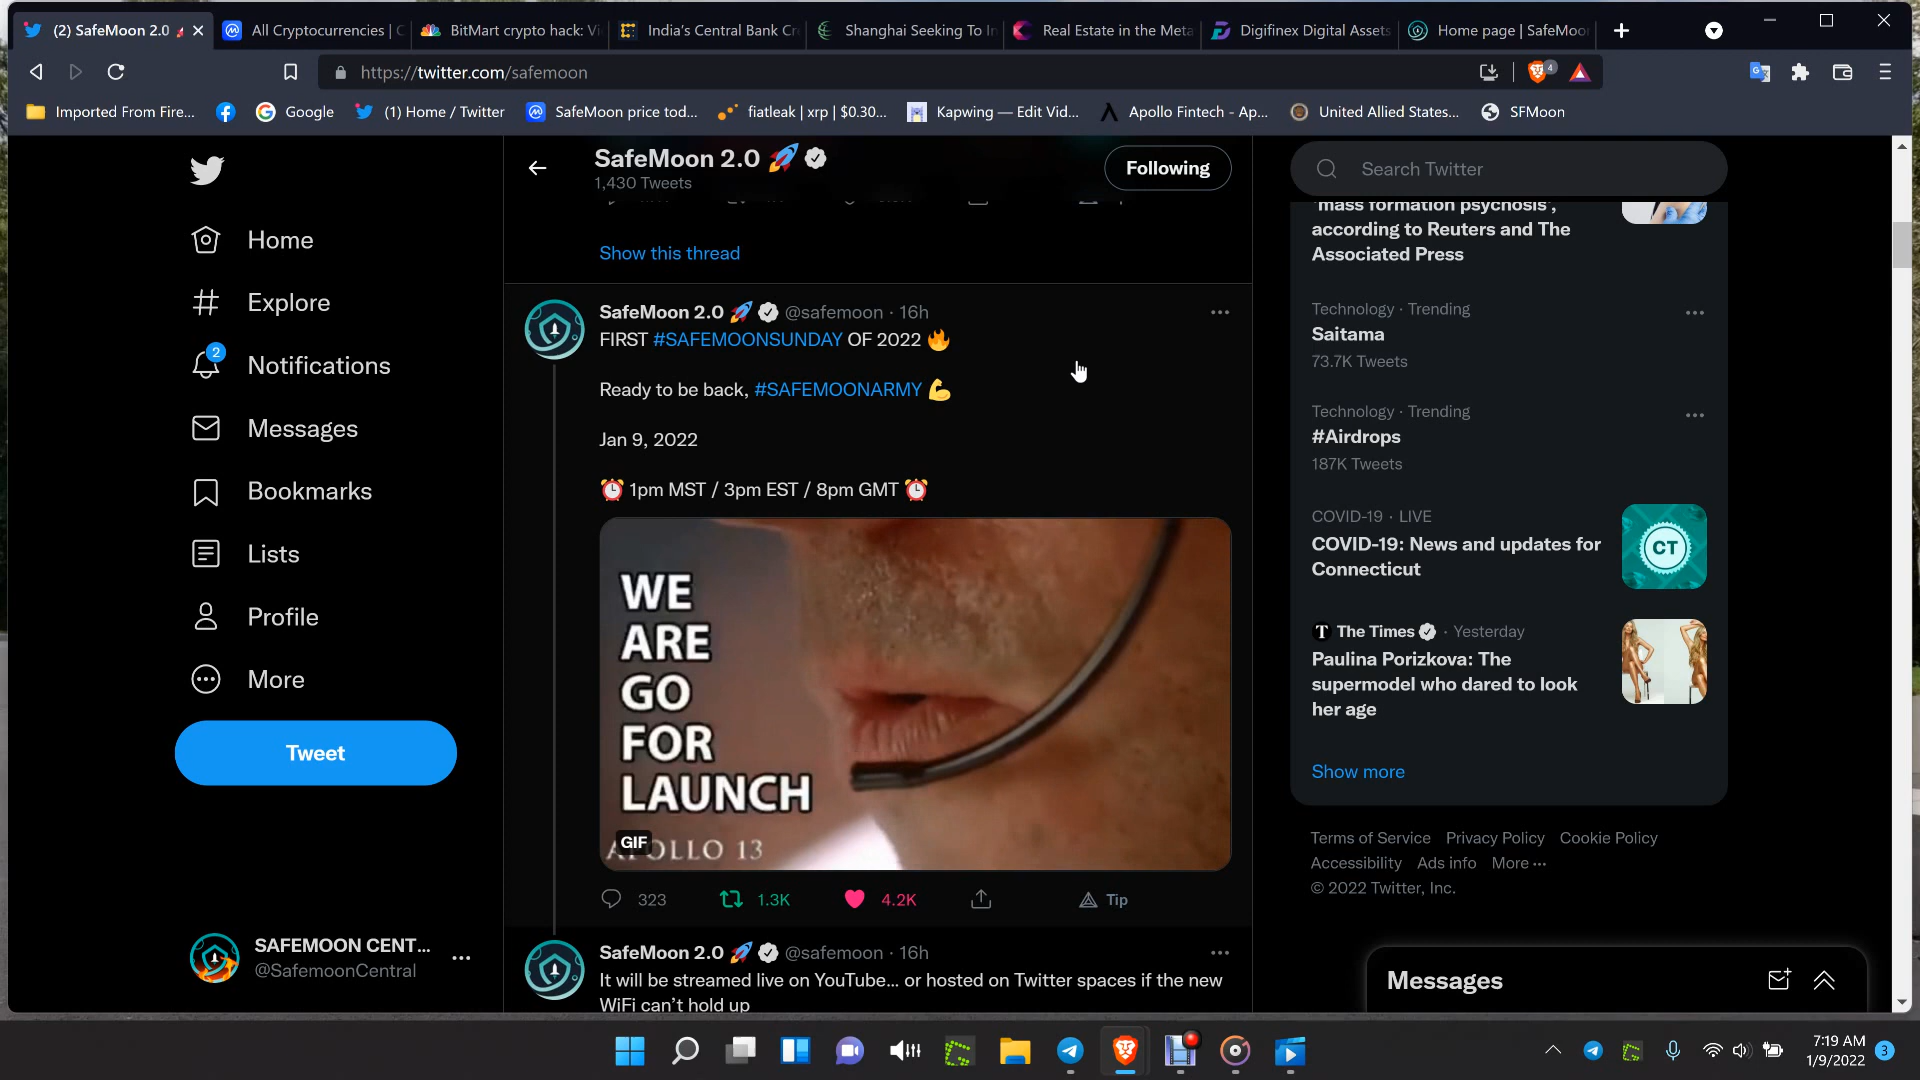 (2) SafeMoon 2.0
All Cryptocurrencies | C
BitMart crypto hack: Vi
India's Central Bank Cr
Shanghai Seeking To In
Real Estate in the Meta
Digifinex Digital Assets
Home page | SafeMoon
https://twitter.com/safemoon
4
Imported From Fire...
Google
(1) Home / Twitter
SafeMoon price tod...
fiatleak | xrp | $0.30...
Kapwing — Edit Vid...
Apollo Fintech - Ap...
United Allied States...
SFMoon
Home
Explore
2
Notifications
Messages
Bookmarks
Lists
Profile
More
Tweet
SAFEMOON CENT...
@SafemoonCentral
SafeMoon 2.0 🚀
1,430 Tweets
Following
Show this thread
SafeMoon 2.0 🚀 @safemoon · 16h
FIRST #SAFEMOONSUNDAY OF 2022 🔥
Ready to be back, #SAFEMOONARMY 💪
Jan 9, 2022
⏰ 1pm MST / 3pm EST / 8pm GMT ⏰
WE
ARE
GO
FOR
LAUNCH
GIF
APOLLO 13
323
1.3K
4.2K
Tip
SafeMoon 2.0 🚀 @safemoon · 16h
It will be streamed live on YouTube... or hosted on Twitter spaces if the new
WiFi can't hold up
Search Twitter
'mass formation psychosis',
according to Reuters and The
Associated Press
Technology · Trending
Saitama
73.7K Tweets
Technology · Trending
#Airdrops
187K Tweets
COVID-19 · LIVE
COVID-19: News and updates for
Connecticut
CT
T The Times · Yesterday
Paulina Porizkova: The
supermodel who dared to look
her age
Show more
Terms of Service Privacy Policy Cookie Policy
Accessibility Ads info More ···
© 2022 Twitter, Inc.
Messages
7:19 AM
1/9/2022
3